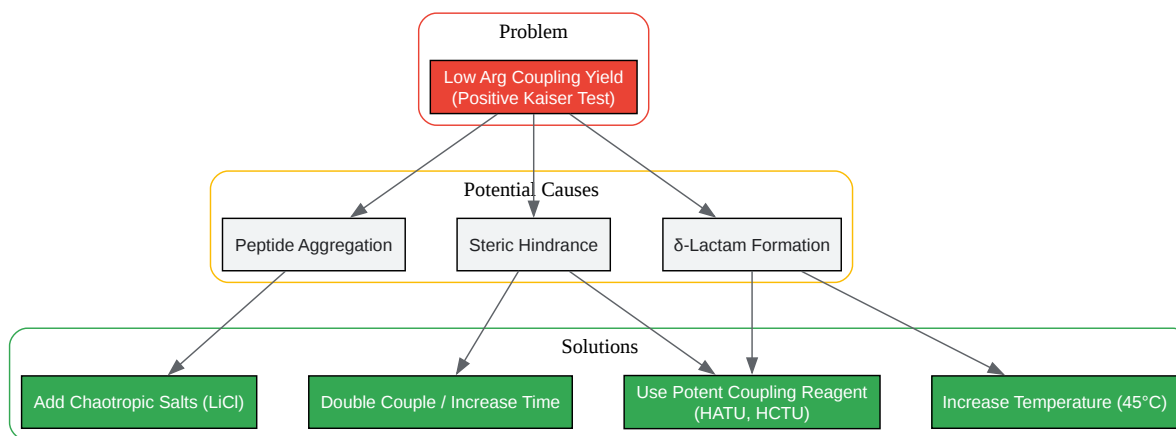 Problem
Low Arg Coupling Yield
(Positive Kaiser Test)
Potential Causes
Peptide Aggregation
Steric Hindrance
δ-Lactam Formation
Solutions
Add Chaotropic Salts (LiCl)
Double Couple / Increase Time
Use Potent Coupling Reagent
(HATU, HCTU)
Increase Temperature (45°C)